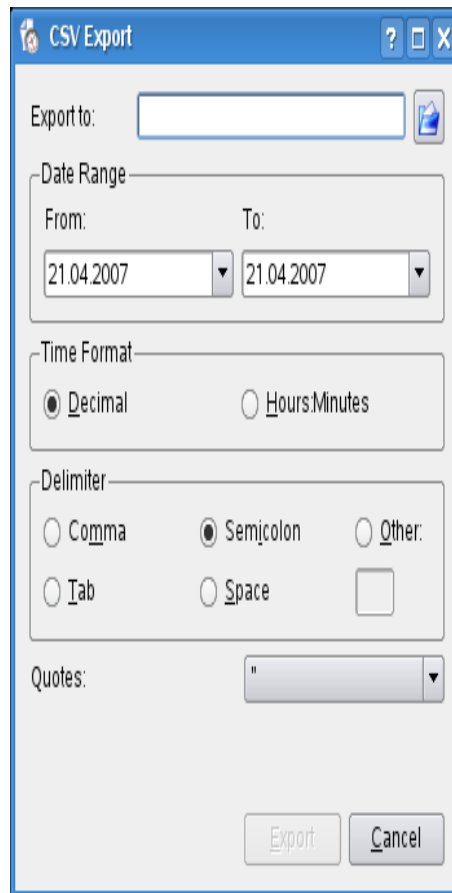 CSV Export
Export to:
Date Range
From: To:
21.04.2007 21.04.2007
Time Format
Decimal Hours:Minutes
Delimiter
Comma Semicolon Other:
Tab Space
Quotes: "
Export Cancel